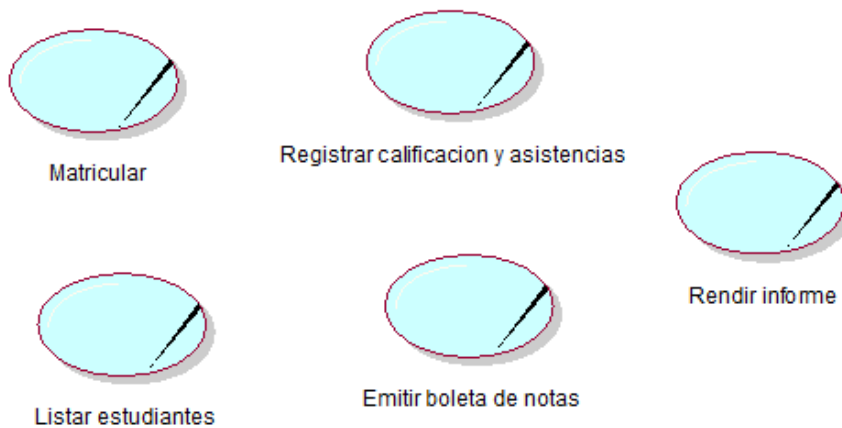 Matricular
Registrar calificacion y asistencias
Rendir informe
Listar estudiantes
Emitir boleta de notas